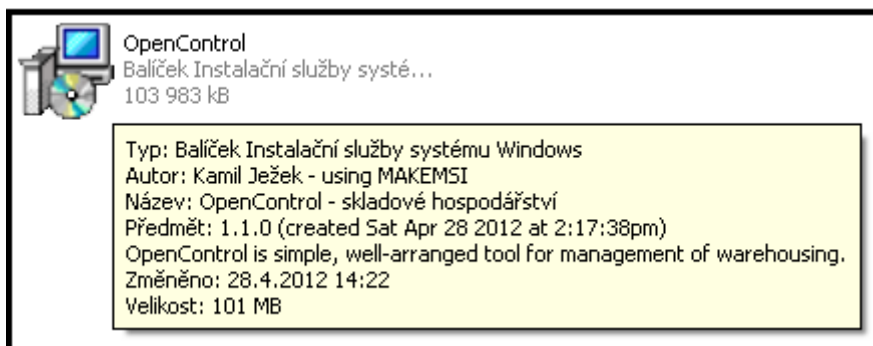 OpenControl
Balíček Instalační služby systé...
103 983 kB
Typ: Balíček Instalační služby systému Windows
Autor: Kamil Ježek - using MAKEMSI
Název: OpenControl - skladové hospodářství
Předmět: 1.1.0 (created Sat Apr 28 2012 at 2:17:38pm)
OpenControl is simple, well-arranged tool for management of warehousing.
Změněno: 28.4.2012 14:22
Velikost: 101 MB